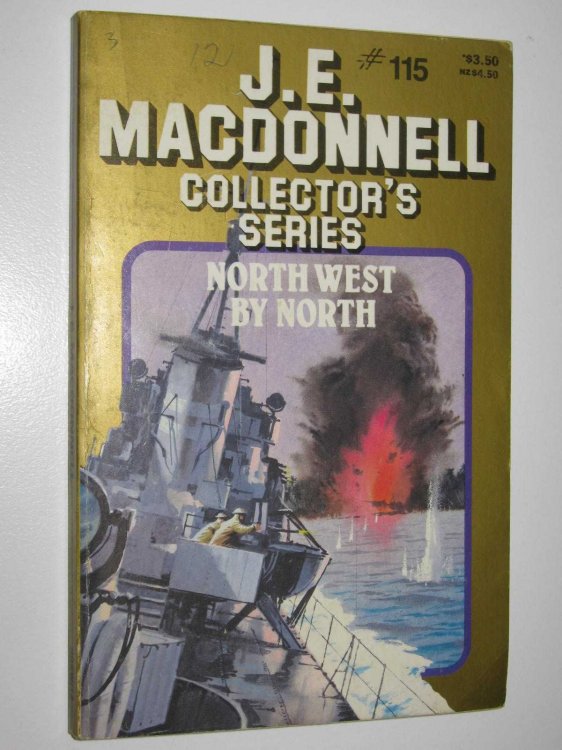 3
12
# 115
*$3.50
NZ$4.50
J.E.
MACDONNELL
COLLECTOR'S
SERIES
NORTH WEST
BY NORTH